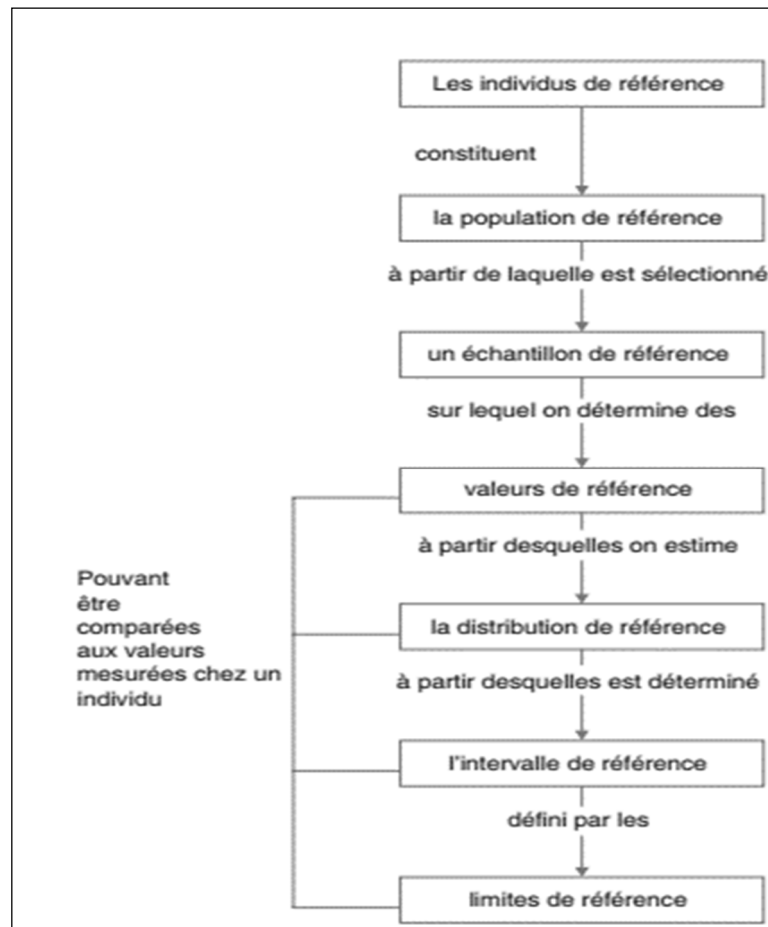 Les individus de référence
constituent
la population de référence
à partir de laquelle est sélectionné
un échantillon de référence
sur lequel on détermine des
valeurs de référence
à partir desquelles on estime
la distribution de référence
à partir desquelles est déterminé
l'intervalle de référence
défini par les
limites de référence
Pouvant
être
comparées
aux valeurs
mesurées chez un
individu